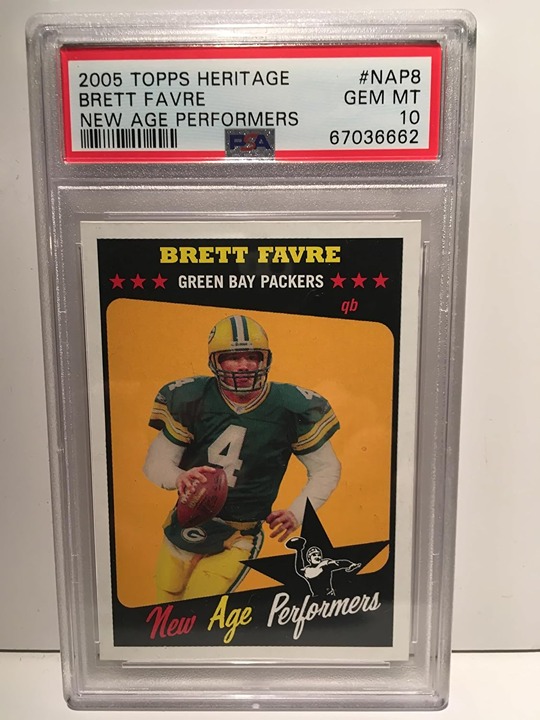 2005 TOPPS HERITAGE #NAP8
BRETT FAVRE GEM MT
NEW AGE PERFORMERS 10
PSA 67036662
BRETT FAVRE
★★★ GREEN BAY PACKERS ★★★
qb
4
4
G
New Age Performers